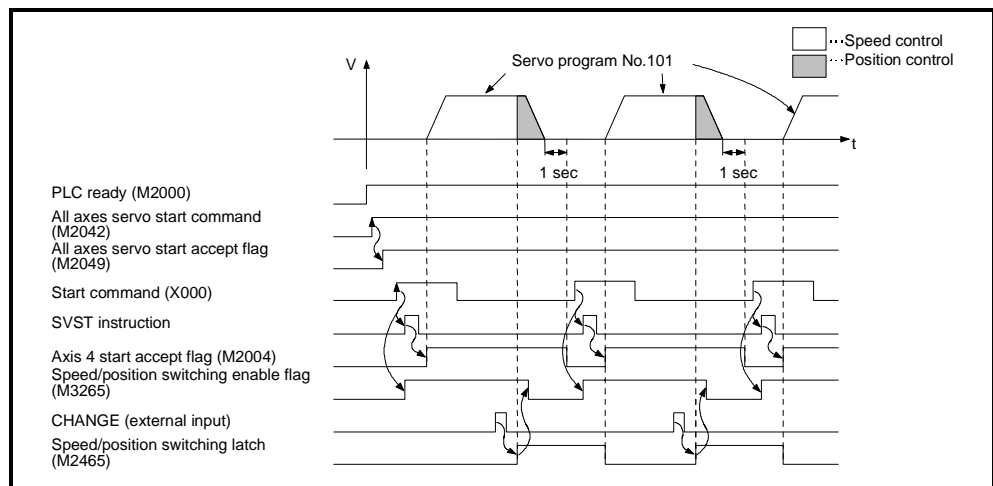 ···Speed control
···Position control
V
Servo program No.101
t
1 sec
1 sec
PLC ready (M2000)
All axes servo start command
(M2042)
All axes servo start accept flag
(M2049)
Start command (X000)
SVST instruction
Axis 4 start accept flag (M2004)
Speed/position switching enable flag
(M3265)
CHANGE (external input)
Speed/position switching latch
(M2465)